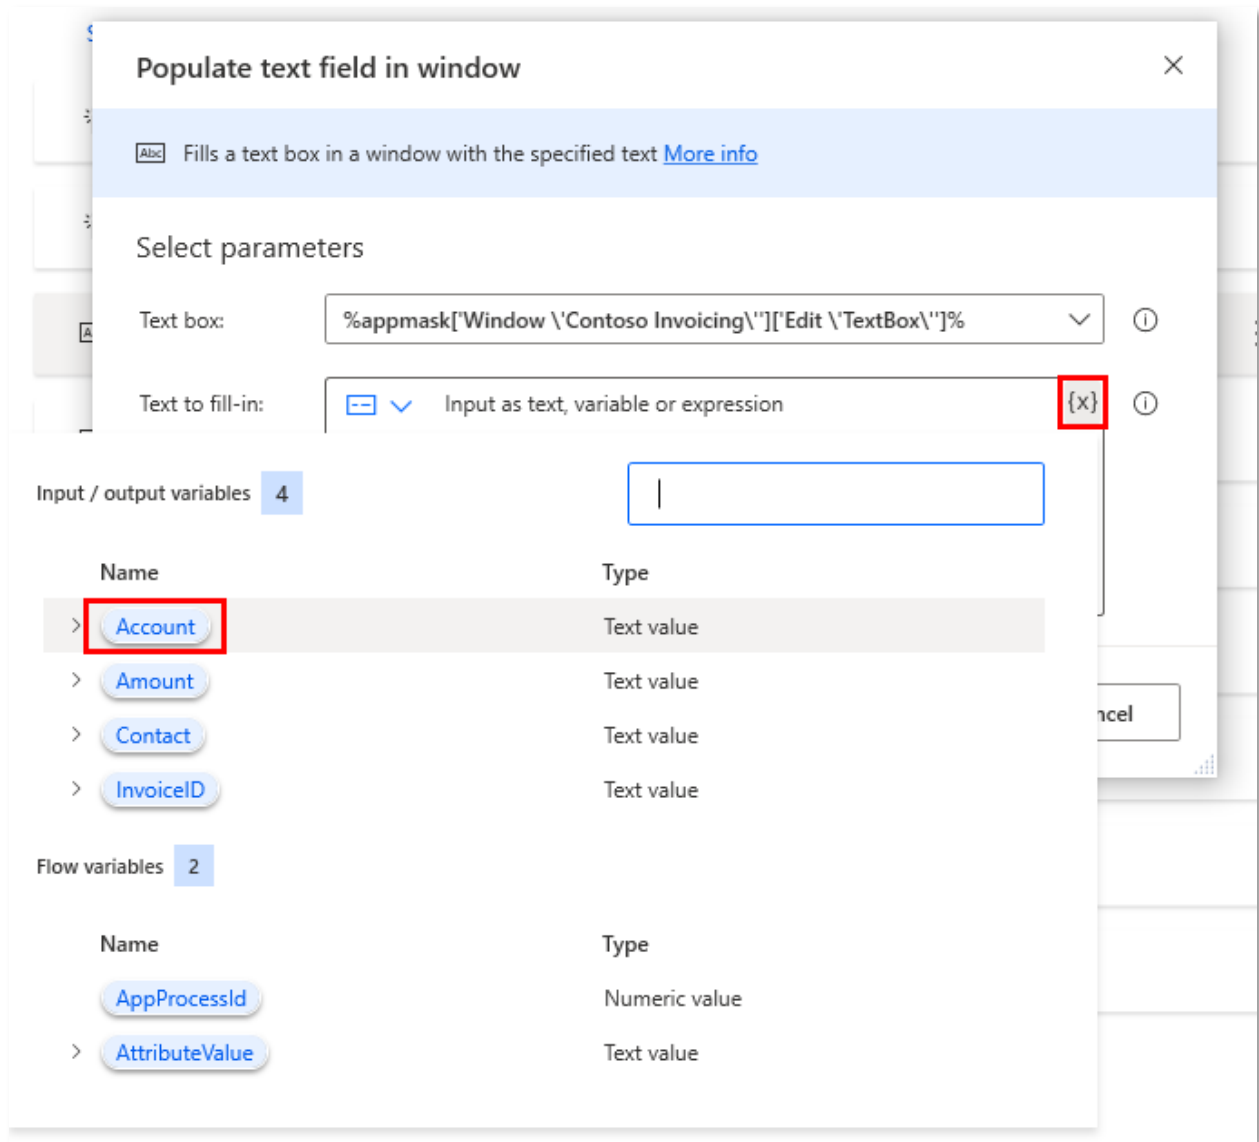 Populate text field in window
Abc Fills a text box in a window with the specified text More info
Select parameters
Text box: %appmask['Window \'Contoso Invoicing\'']['Edit \'TextBox\'']%
Text to fill-in: Input as text, variable or expression {x}
Input / output variables 4
Name Type
Account Text value
Amount Text value
Contact Text value
InvoiceID Text value
ncel
Flow variables 2
Name Type
AppProcessId Numeric value
AttributeValue Text value